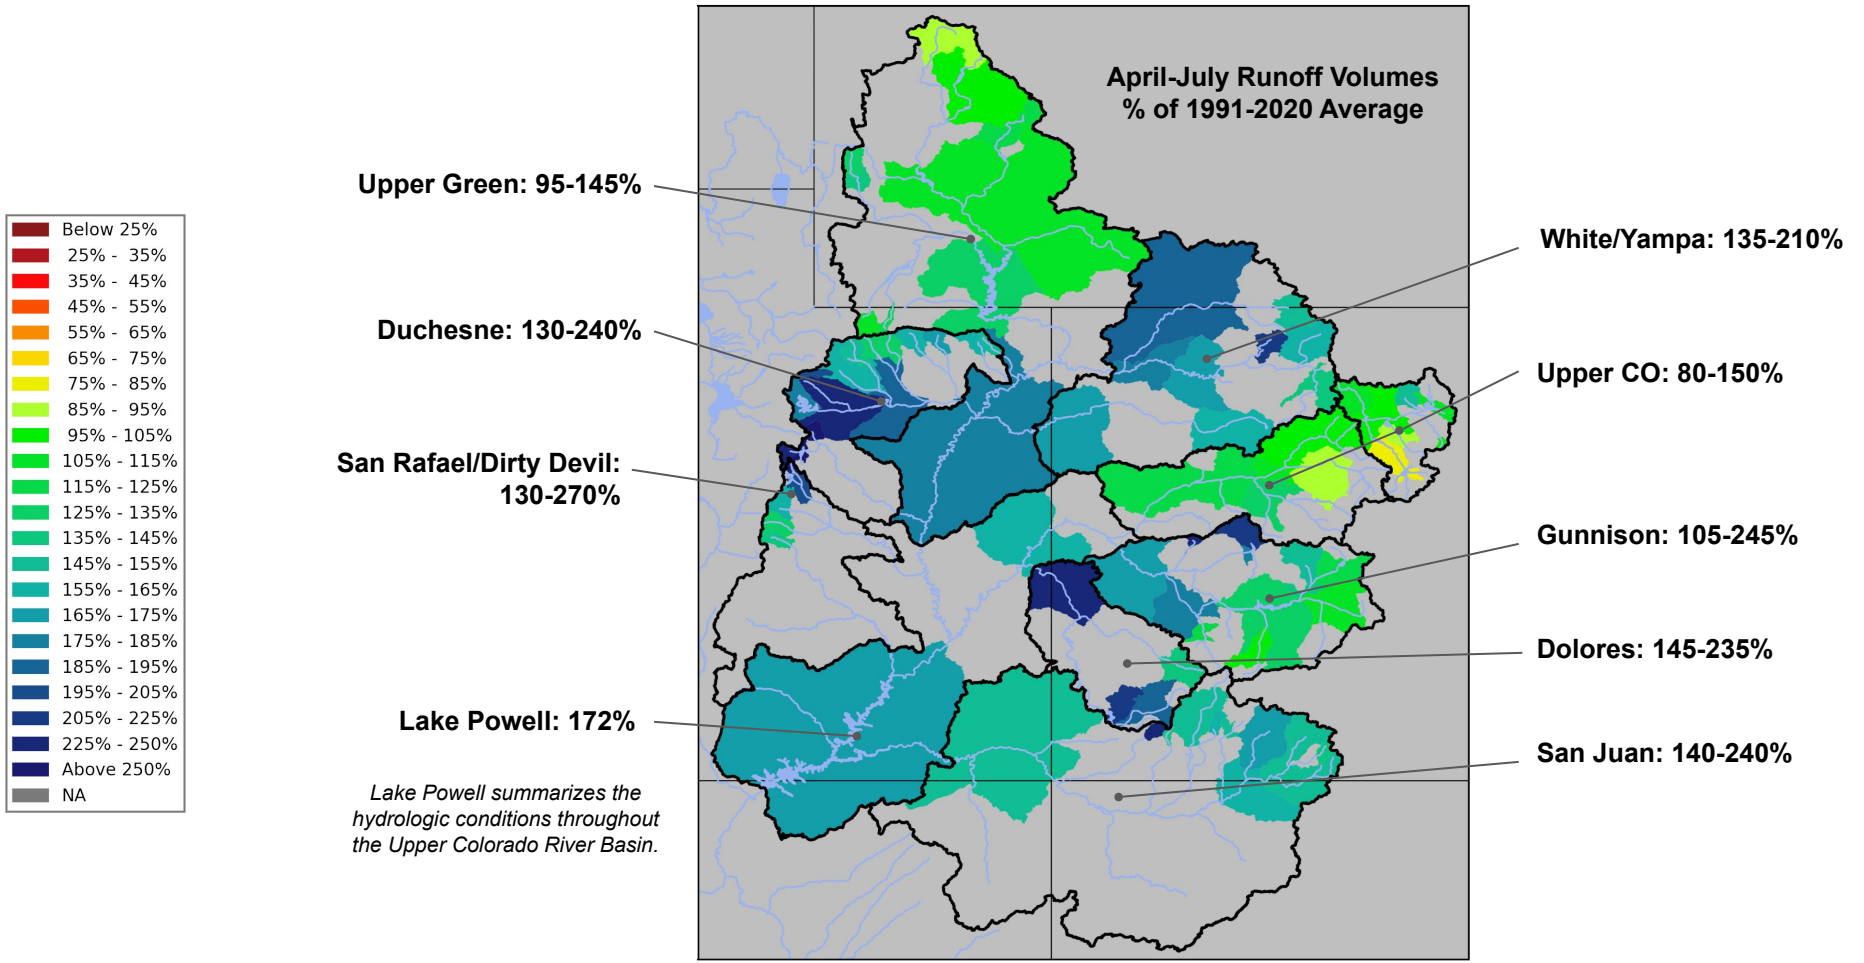 April-July Runoff Volumes
% of 1991-2020 Average
Upper Green: 95-145%
Duchesne: 130-240%
San Rafael/Dirty Devil:
130-270%
Lake Powell: 172%
Lake Powell summarizes the
hydrologic conditions throughout
the Upper Colorado River Basin.
White/Yampa: 135-210%
Upper CO: 80-150%
Gunnison: 105-245%
Dolores: 145-235%
San Juan: 140-240%
Below 25%
25% - 35%
35% - 45%
45% - 55%
55% - 65%
65% - 75%
75% - 85%
85% - 95%
95% - 105%
105% - 115%
115% - 125%
125% - 135%
135% - 145%
145% - 155%
155% - 165%
165% - 175%
175% - 185%
185% - 195%
195% - 205%
205% - 225%
225% - 250%
Above 250%
NA